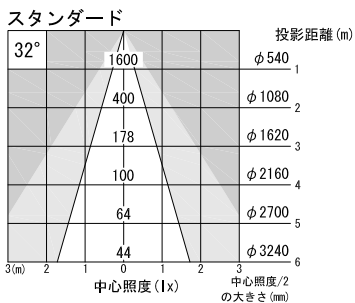 スタンダード
投影距離(m)
32°
1600
φ540
1
400
φ1080
2
178
φ1620
3
100
φ2160
4
64
φ2700
5
44
φ3240
6
3(m) 2 1 0 1 2 3
中心照度(lx)
中心照度/2
の大きさ(mm)